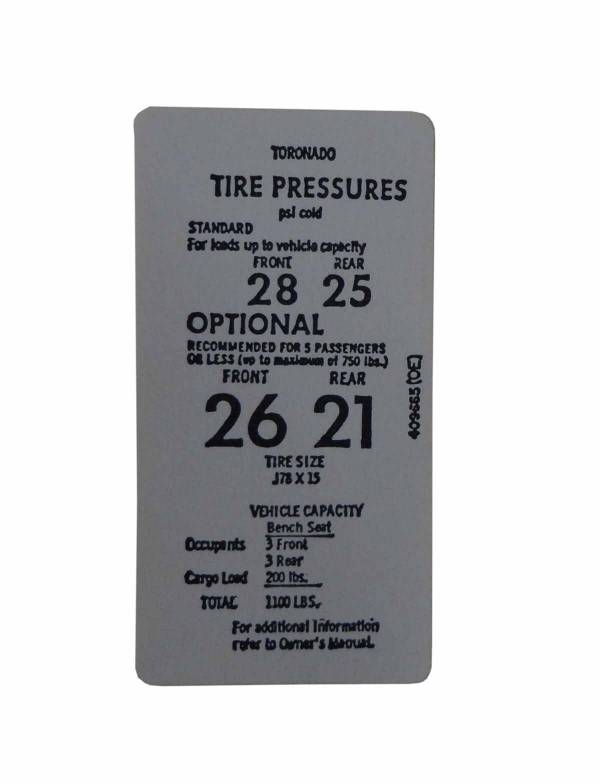 TORONADO
TIRE PRESSURES
psi cold
STANDARD
For loads up to vehicle capacity
FRONT REAR
28 25
OPTIONAL
RECOMMENDED FOR 5 PASSENGERS
OR LESS (up to maximum of 750 lbs.)
FRONT REAR
26 21
TIRE SIZE
J78 X 15
VEHICLE CAPACITY
Bench Seat
Occupants 3 Front
3 Rear
Cargo Load 200 lbs.
TOTAL 1100 LBS.
For additional Information
refer to Owner's Manual.
409665 (OE)